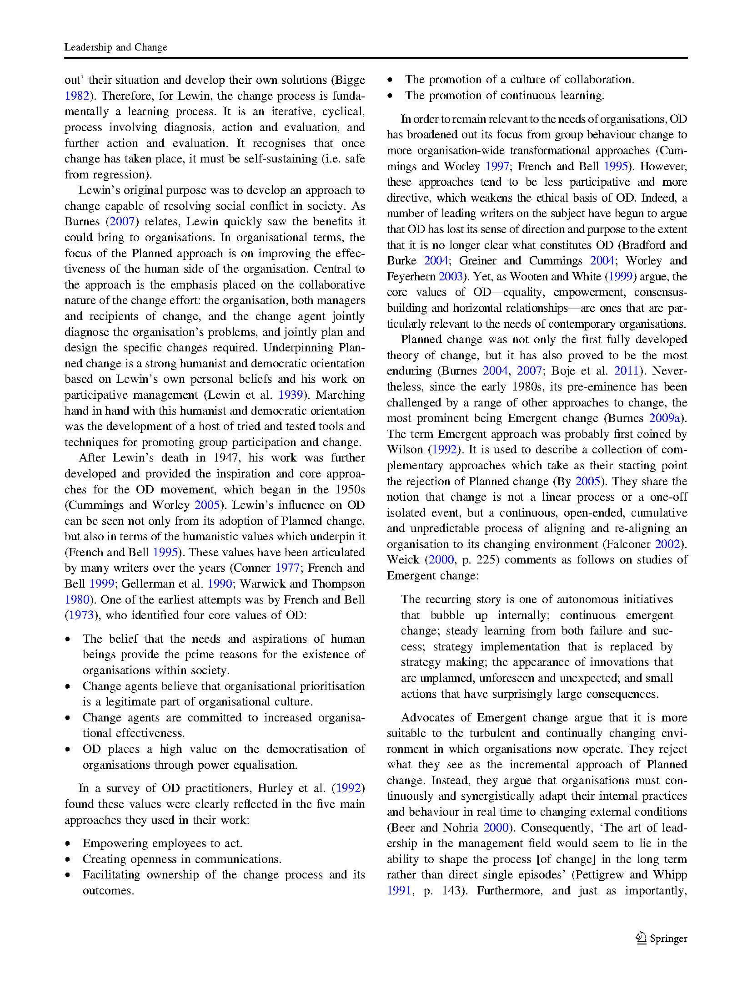 Leadership and Change
out’ their situation and develop their own solutions (Bigge
1982). Therefore, for Lewin, the change process is funda-
mentally a learning process. It is an iterative, cyclical,
process involving diagnosis, action and evaluation, and
further action and evaluation. It recognises that once
change has taken place, it must be self-sustaining (i.e. safe
from regression).
Lewin’s original purpose was to develop an approach to
change capable of resolving social conflict in society. As
Burnes (2007) relates, Lewin quickly saw the benefits it
could bring to organisations. In organisational terms, the
focus of the Planned approach is on improving the effec-
tiveness of the human side of the organisation. Central to
the approach is the emphasis placed on the collaborative
nature of the change effort: the organisation, both managers
and recipients of change, and the change agent jointly
diagnose the organisation’s problems, and jointly plan and
design the specific changes required. Underpinning Plan-
ned change is a strong humanist and democratic orientation
based on Lewin’s own personal beliefs and his work on
participative management (Lewin et al. 1939). Marching
hand in hand with this humanist and democratic orientation
was the development of a host of tried and tested tools and
techniques for promoting group participation and change.
After Lewin’s death in 1947, his work was further
developed and provided the inspiration and core approa-
ches for the OD movement, which began in the 1950s
(Cummings and Worley 2005). Lewin’s influence on OD
can be seen not only from its adoption of Planned change,
but also in terms of the humanistic values which underpin it
(French and Bell 1995). These values have been articulated
by many writers over the years (Conner 1977; French and
Bell 1999; Gellerman et al. 1990; Warwick and Thompson
1980). One of the earliest attempts was by French and Bell
(1973), who identified four core values of OD:
• The belief that the needs and aspirations of human
beings provide the prime reasons for the existence of
organisations within society.
• Change agents believe that organisational prioritisation
is a legitimate part of organisational culture.
• Change agents are committed to increased organisa-
tional effectiveness.
• OD places a high value on the democratisation of
organisations through power equalisation.
In a survey of OD practitioners, Hurley et al. (1992)
found these values were clearly reflected in the five main
approaches they used in their work:
• Empowering employees to act.
• Creating openness in communications.
• Facilitating ownership of the change process and its
outcomes.
• The promotion of a culture of collaboration.
• The promotion of continuous learning.
In order to remain relevant to the needs of organisations, OD
has broadened out its focus from group behaviour change to
more organisation-wide transformational approaches (Cum-
mings and Worley 1997; French and Bell 1995). However,
these approaches tend to be less participative and more
directive, which weakens the ethical basis of OD. Indeed, a
number of leading writers on the subject have begun to argue
that OD has lost its sense of direction and purpose to the extent
that it is no longer clear what constitutes OD (Bradford and
Burke 2004; Greiner and Cummings 2004; Worley and
Feyerhern 2003). Yet, as Wooten and White (1999) argue, the
core values of OD—equality, empowerment, consensus-
building and horizontal relationships—are ones that are par-
ticularly relevant to the needs of contemporary organisations.
Planned change was not only the first fully developed
theory of change, but it has also proved to be the most
enduring (Burnes 2004, 2007; Boje et al. 2011). Never-
theless, since the early 1980s, its pre-eminence has been
challenged by a range of other approaches to change, the
most prominent being Emergent change (Burnes 2009a).
The term Emergent approach was probably first coined by
Wilson (1992). It is used to describe a collection of com-
plementary approaches which take as their starting point
the rejection of Planned change (By 2005). They share the
notion that change is not a linear process or a one-off
isolated event, but a continuous, open-ended, cumulative
and unpredictable process of aligning and re-aligning an
organisation to its changing environment (Falconer 2002).
Weick (2000, p. 225) comments as follows on studies of
Emergent change:
The recurring story is one of autonomous initiatives
that bubble up internally; continuous emergent
change; steady learning from both failure and suc-
cess; strategy implementation that is replaced by
strategy making; the appearance of innovations that
are unplanned, unforeseen and unexpected; and small
actions that have surprisingly large consequences.
Advocates of Emergent change argue that it is more
suitable to the turbulent and continually changing envi-
ronment in which organisations now operate. They reject
what they see as the incremental approach of Planned
change. Instead, they argue that organisations must con-
tinuously and synergistically adapt their internal practices
and behaviour in real time to changing external conditions
(Beer and Nohria 2000). Consequently, ‘The art of lead-
ership in the management field would seem to lie in the
ability to shape the process [of change] in the long term
rather than direct single episodes’ (Pettigrew and Whipp
1991, p. 143). Furthermore, and just as importantly,
Springer